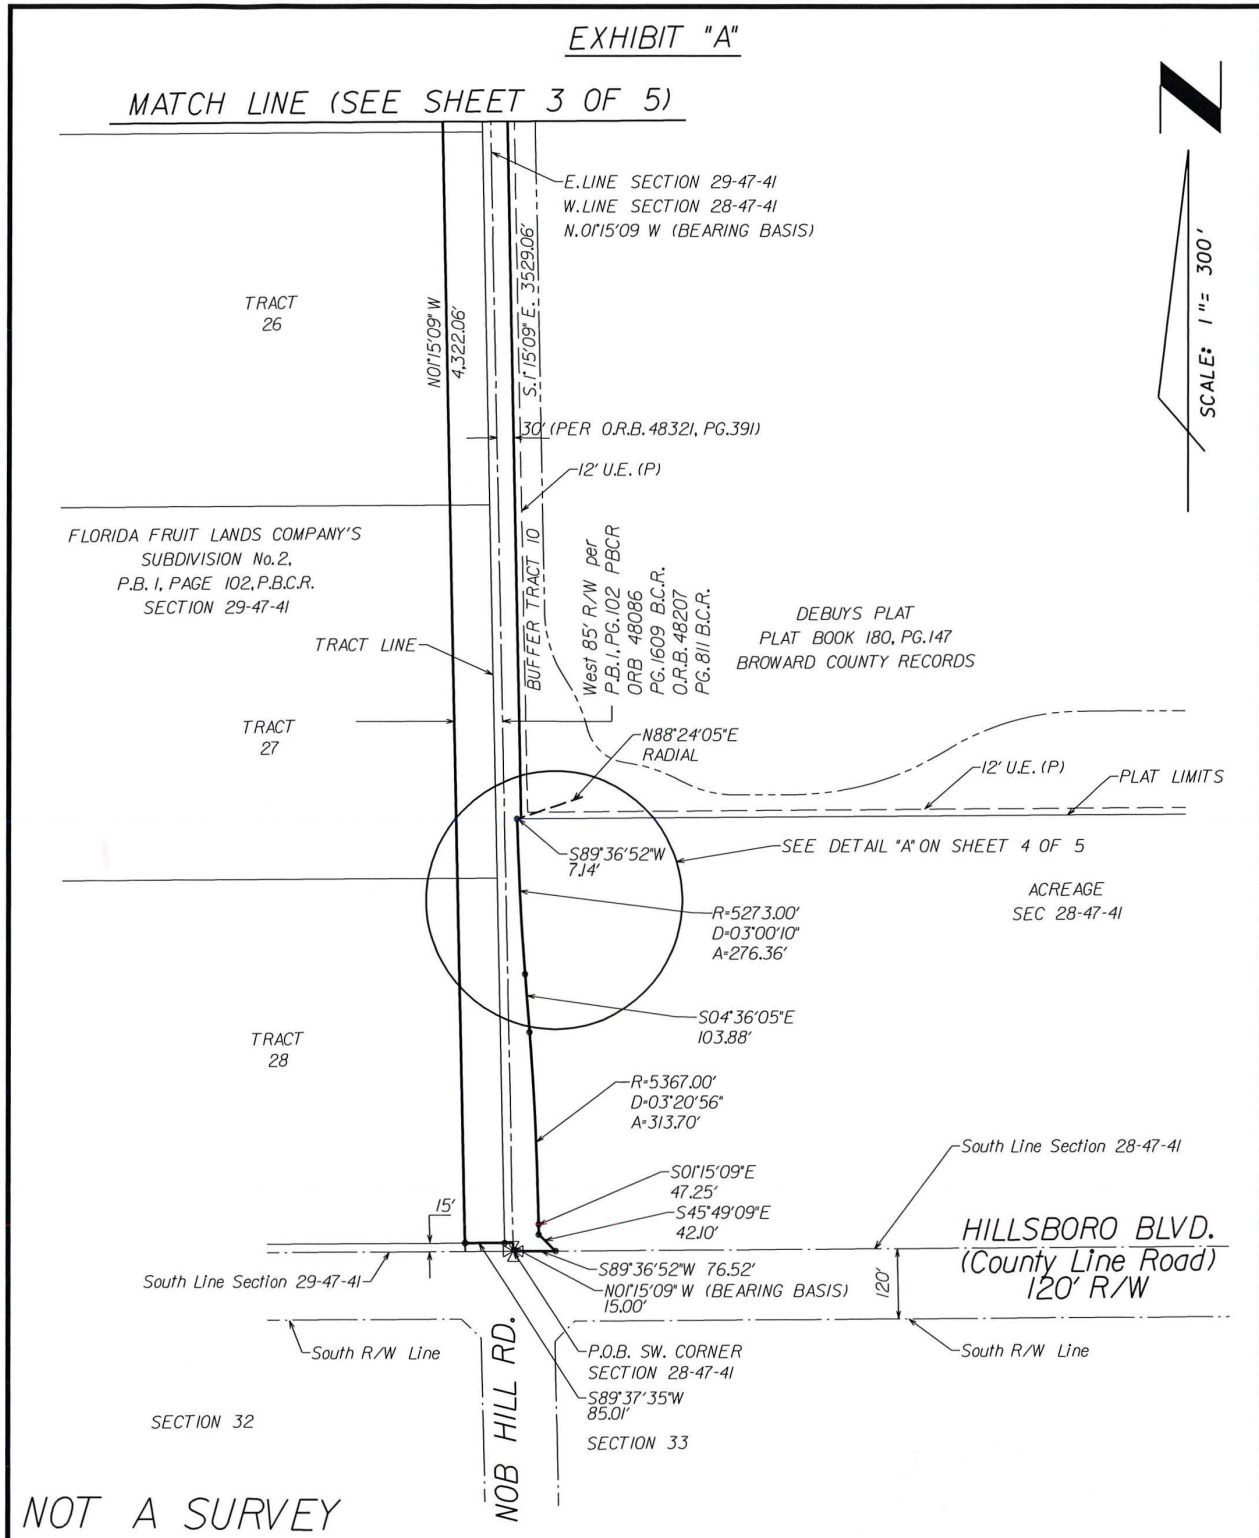 EXHIBIT "A"
MATCH LINE (SEE SHEET 3 OF 5)
E.LINE SECTION 29-47-41
W.LINE SECTION 28-47-41
N.01°15'09 W (BEARING BASIS)
SCALE: 1"= 300'
TRACT
26
N01°15'09" W
4,322.06'
S.1°15'09" E. 3529.06'
30' (PER O.R.B. 48321, PG.391)
12' U.E. (P)
FLORIDA FRUIT LANDS COMPANY'S
SUBDIVISION No.2,
P.B. 1, PAGE 102, P.B.C.R.
SECTION 29-47-41
BUFFER TRACT 10
West 85' R/W per
P.B.1, PG.102 PBCR
ORB 48086
PG.1609 B.C.R.
O.R.B.48207
PG.811 B.C.R.
DEBUYS PLAT
PLAT BOOK 180, PG.147
BROWARD COUNTY RECORDS
TRACT LINE
TRACT
27
N88°24'05"E
RADIAL
12' U.E. (P)
PLAT LIMITS
S89°36'52"W
7.14'
SEE DETAIL "A" ON SHEET 4 OF 5
ACREAGE
SEC 28-47-41
R=5273.00'
D=03°00'10"
A=276.36'
S04°36'05"E
103.88'
TRACT
28
R=5367.00'
D=03°20'56"
A=313.70'
South Line Section 28-47-41
S01°15'09"E
47.25'
15'
S45°49'09"E
42.10'
HILLSBORO BLVD.
(County Line Road)
120' R/W
South Line Section 29-47-41
S89°36'52"W 76.52'
N01°15'09" W (BEARING BASIS)
15.00'
120'
South R/W Line
P.O.B. SW. CORNER
SECTION 28-47-41
South R/W Line
S89°37'35"W
85.01'
NOB HILL RD.
SECTION 32
SECTION 33
NOT A SURVEY